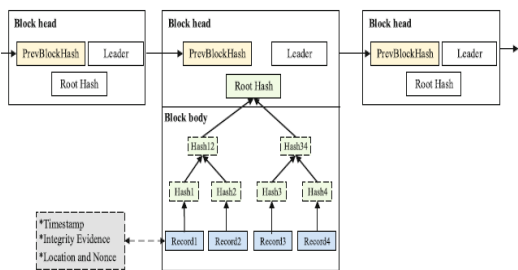 Block head
PrevBlockHash
Leader
Root Hash
Block head
PrevBlockHash
Leader
Root Hash
Block body
Hash12
Hash34
Hash1
Hash2
Hash3
Hash4
Record1
Record2
Record3
Record4
*Timestamp
*Integrity Evidence
*Location and Nonce
Block head
PrevBlockHash
Leader
Root Hash